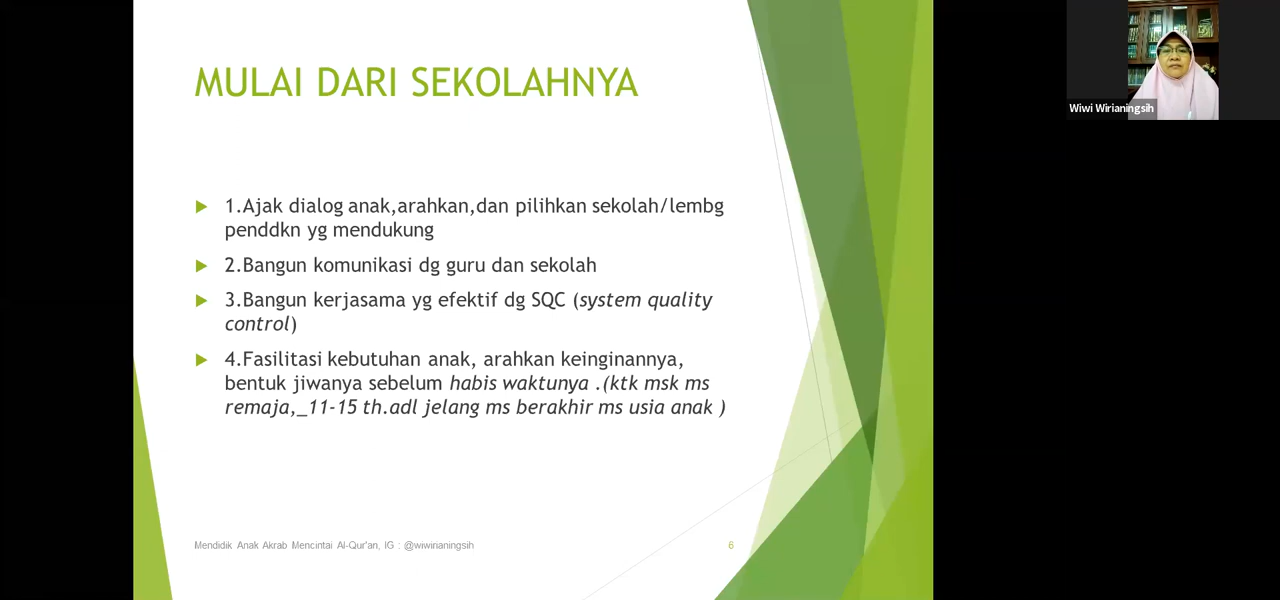 MULAI DARI SEKOLAHNYA
1.Ajak dialog anak,arahkan,dan pilihkan sekolah/lembg
penddkn yg mendukung
2.Bangun komunikasi dg guru dan sekolah
3.Bangun kerjasama yg efektif dg SQC (system quality
control)
4.Fasilitasi kebutuhan anak, arahkan keinginannya,
bentuk jiwanya sebelum habis waktunya .(ktk msk ms
remaja,_11-15 th.adl jelang ms berakhir ms usia anak )
Mendidik Anak Akrab Mencintai Al-Qur'an, IG : @wiwirianingsih
6
Wiwi Wirianingsih